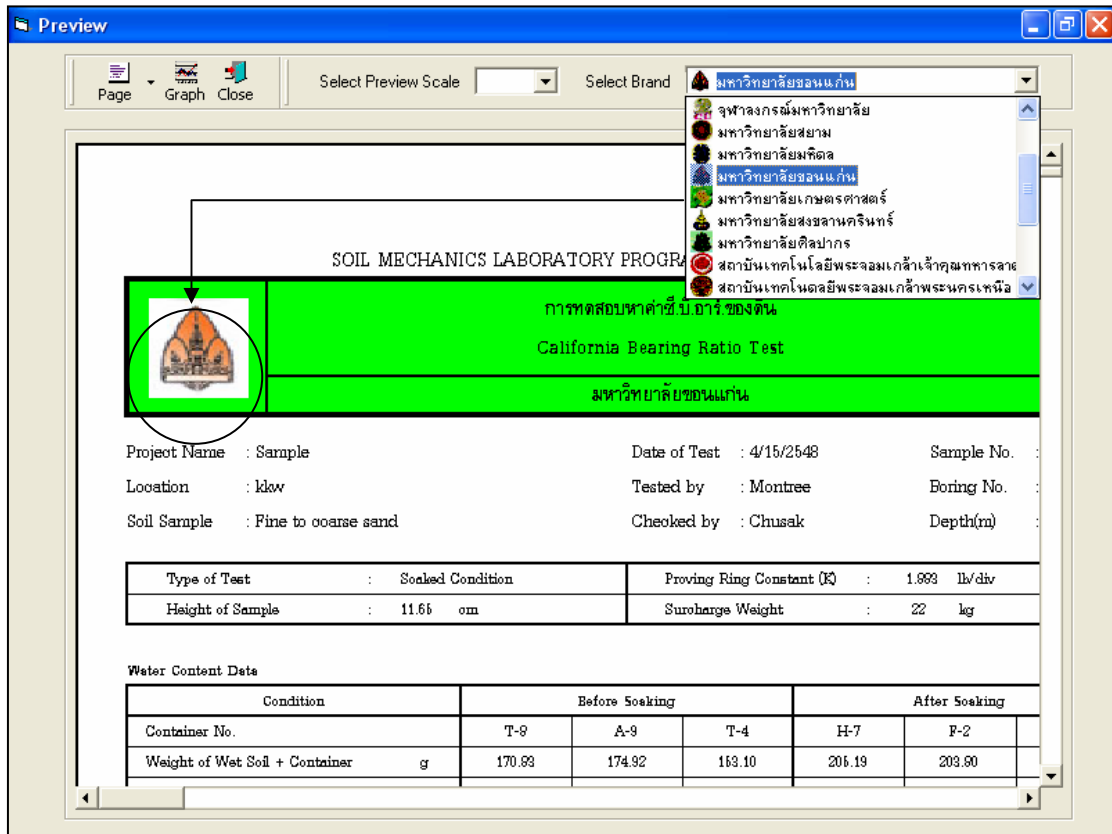 Preview
Page Graph Close Select Preview Scale Select Brand มหาวิทยาลัยขอนแก่น
จุฬาลงกรณ์มหาวิทยาลัย
มหาวิทยาลัยสยาม
มหาวิทยาลัยมหิดล
มหาวิทยาลัยขอนแก่น
มหาวิทยาลัยเกษตรศาสตร์
มหาวิทยาลัยสงขลานครินทร์
มหาวิทยาลัยศิลปากร
สถาบันเทคโนโลยีพระจอมเกล้าเจ้าคุณทหารลาด
สถาบันเทคโนดลยีพระจอมเกล้าพระนครเหนือ
SOIL MECHANICS LABORATORY PROGRA
การทดสอบหาค่าซี.บี.อาร์.ของดิน
California Bearing Ratio Test
มหาวิทยาลัยขอนแก่น
Project Name : Sample Date of Test : 4/15/2548 Sample No. :
Location : kkw Tested by : Montree Boring No. :
Soil Sample : Fine to coarse sand Checked by : Chusak Depth(m) :
Type of Test : Soaked Condition Proving Ring Constant (K) : 1.993 lb/div
Height of Sample : 11.65 cm Surcharge Weight : 22 kg
Water Content Data
Condition Before Soaking After Soaking
Container No. T-9 A-9 T-4 H-7 F-2
Weight of Wet Soil + Container g 170.93 174.92 153.10 205.19 203.90